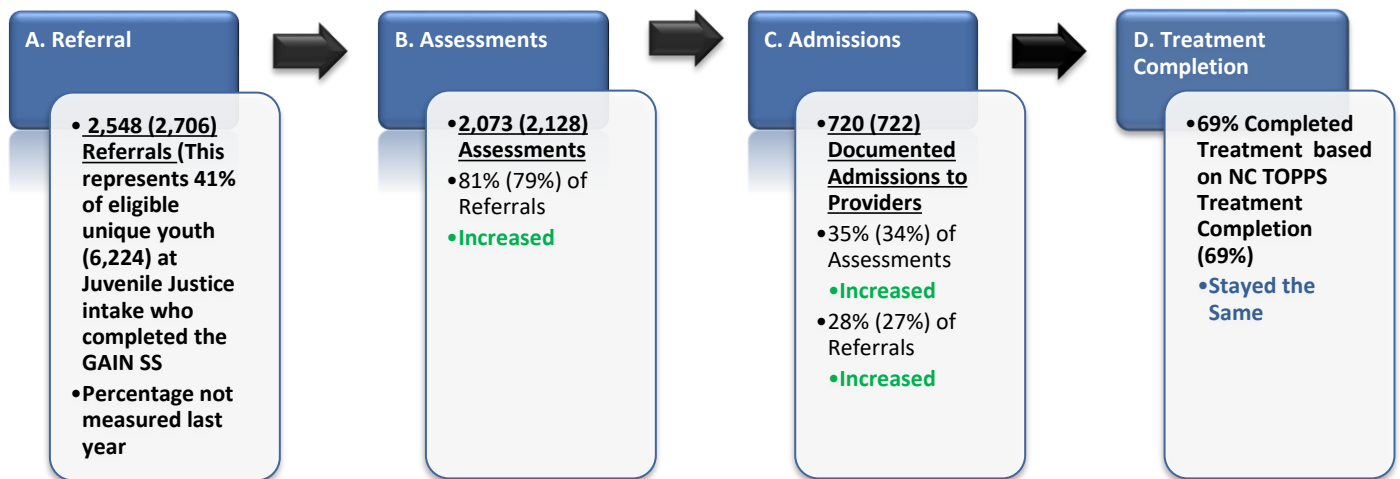 A. Referral
• 2,548 (2,706)
Referrals (This
represents 41%
of eligible
unique youth
(6,224) at
Juvenile Justice
intake who
completed the
GAIN SS
•Percentage not
measured last
year
B. Assessments
•2,073 (2,128)
Assessments
•81% (79%) of
Referrals
•Increased
C. Admissions
•720 (722)
Documented
Admissions to
Providers
•35% (34%) of
Assessments
•Increased
•28% (27%) of
Referrals
•Increased
D. Treatment
Completion
•69% Completed
Treatment based
on NC TOPPS
Treatment
Completion
(69%)
•Stayed the
Same